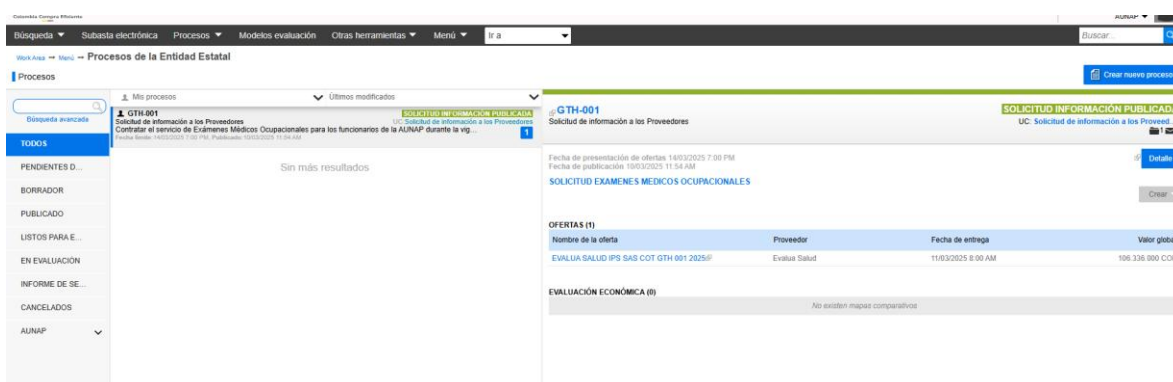 Colombia Compra Eficiente
AUNAP
Búsqueda Subasta electrónica Procesos Modelos evaluación Otras herramientas Menú Ir a Buscar...
Work Area → Menú → Procesos de la Entidad Estatal
Procesos
Crear nuevo proceso
Búsqueda avanzada
TODOS
PENDIENTES D...
BORRADOR
PUBLICADO
LISTOS PARA E...
EN EVALUACIÓN
INFORME DE SE...
CANCELADOS
AUNAP
Mis procesos Últimos modificados
GTH-001 SOLICITUD INFORMACIÓN PUBLICADA
Solicitud de información a los Proveedores UC: Solicitud de información a los Proveedores
Contratar el servicio de Exámenes Médicos Ocupacionales para los funcionarios de la AUNAP durante la vig...
Fecha límite: 14/03/2025 7:00 PM, Publicado: 10/03/2025 11:54 AM
1
Sin más resultados
GTH-001 SOLICITUD INFORMACIÓN PUBLICADA
Solicitud de información a los Proveedores UC: Solicitud de información a los Proveed...
1
Fecha de presentación de ofertas 14/03/2025 7:00 PM
Fecha de publicación 10/03/2025 11:54 AM
Detalle
SOLICITUD EXAMENES MEDICOS OCUPACIONALES
Crear
OFERTAS (1)
Nombre de la oferta Proveedor Fecha de entrega Valor globa
EVALUA SALUD IPS SAS COT GTH 001 2025 Evalua Salud 11/03/2025 8:00 AM 106.336.000 CO
EVALUACIÓN ECONÓMICA (0)
No existen mapas comparativos